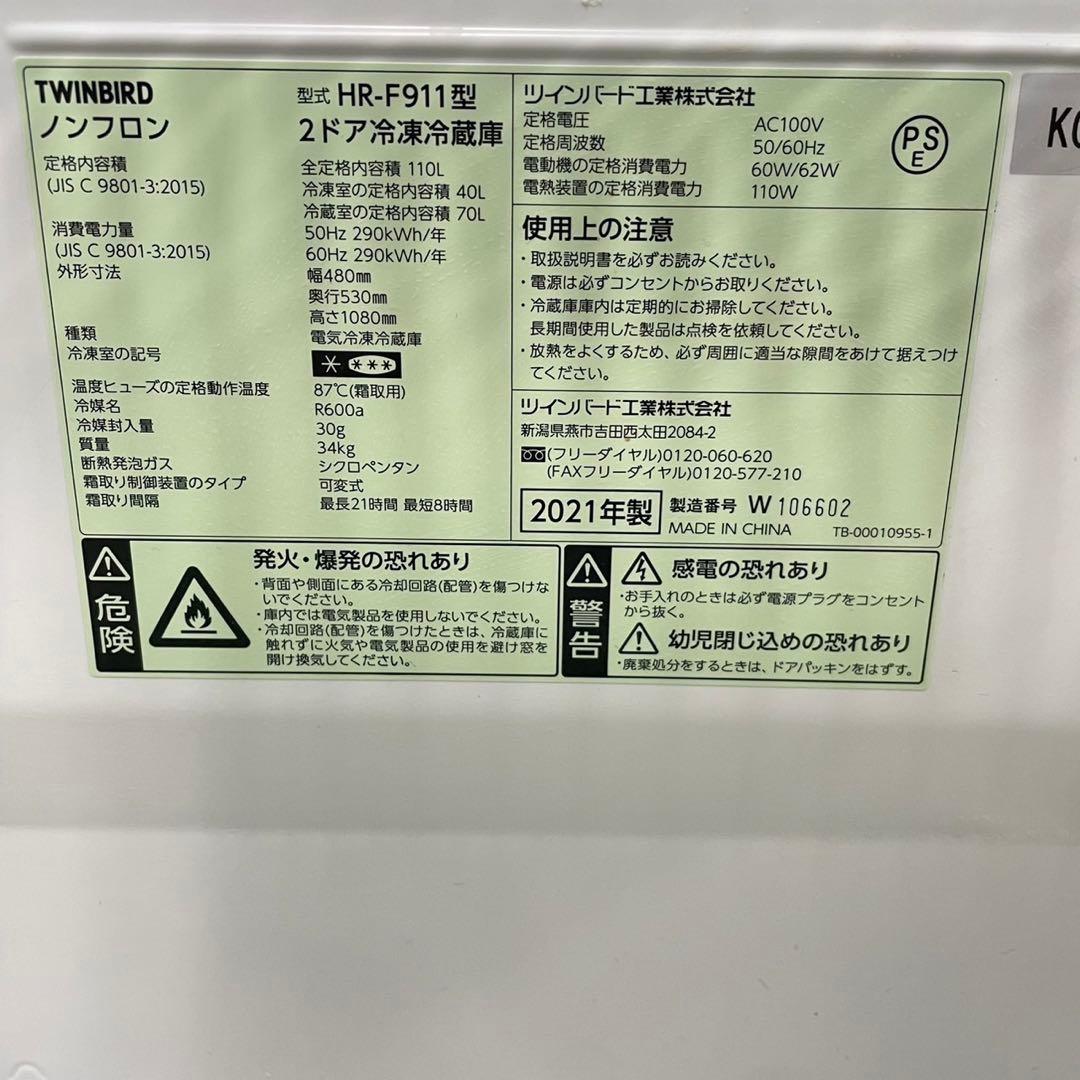 TWINBIRD
ノンフロン
型式 HR-F911型
2ドア冷凍冷蔵庫
定格内容積
(JIS C 9801-3:2015)
全定格内容積 110L
冷凍室の定格内容積 40L
冷蔵室の定格内容積 70L
消費電力量
(JIS C 9801-3:2015)
50Hz 290kWh/年
60Hz 290kWh/年
外形寸法
幅480mm
奥行530mm
高さ1080mm
種類
電気冷凍冷蔵庫
冷凍室の記号
温度ヒューズの定格動作温度 87℃(霜取用)
冷媒名 R600a
冷媒封入量 30g
質量 34kg
断熱発泡ガス シクロペンタン
霜取り制御装置のタイプ 可変式
霜取り間隔 最長21時間 最短8時間
ツインバード工業株式会社
定格電圧 AC100V
定格周波数 50/60Hz
電動機の定格消費電力 60W/62W
電熱装置の定格消費電力 110W
PS
E
使用上の注意
・取扱説明書を必ずお読みください。
・電源は必ずコンセントからお取りください。
・冷蔵庫庫内は定期的にお掃除してください。
長期間使用した製品は点検を依頼してください。
・放熱をよくするため、必ず周囲に適当な隙間をあけて据えつけ
てください。
ツインバード工業株式会社
新潟県燕市吉田西太田2084-2
(フリーダイヤル)0120-060-620
(FAXフリーダイヤル)0120-577-210
2021年製 製造番号 W 106602
MADE IN CHINA TB-00010955-1
危険
発火・爆発の恐れあり
・背面や側面にある冷却回路(配管)を傷つけな
いでください。
・庫内では電気製品を使用しないでください。
・冷却回路(配管)を傷つけたときは、冷蔵庫に
触れずに火気や電気製品の使用を避け窓を
開け換気してください。
警告
感電の恐れあり
・お手入れのときは必ず電源プラグをコンセント
から抜く。
幼児閉じ込めの恐れあり
・廃棄処分をするときは、ドアパッキンをはずす。